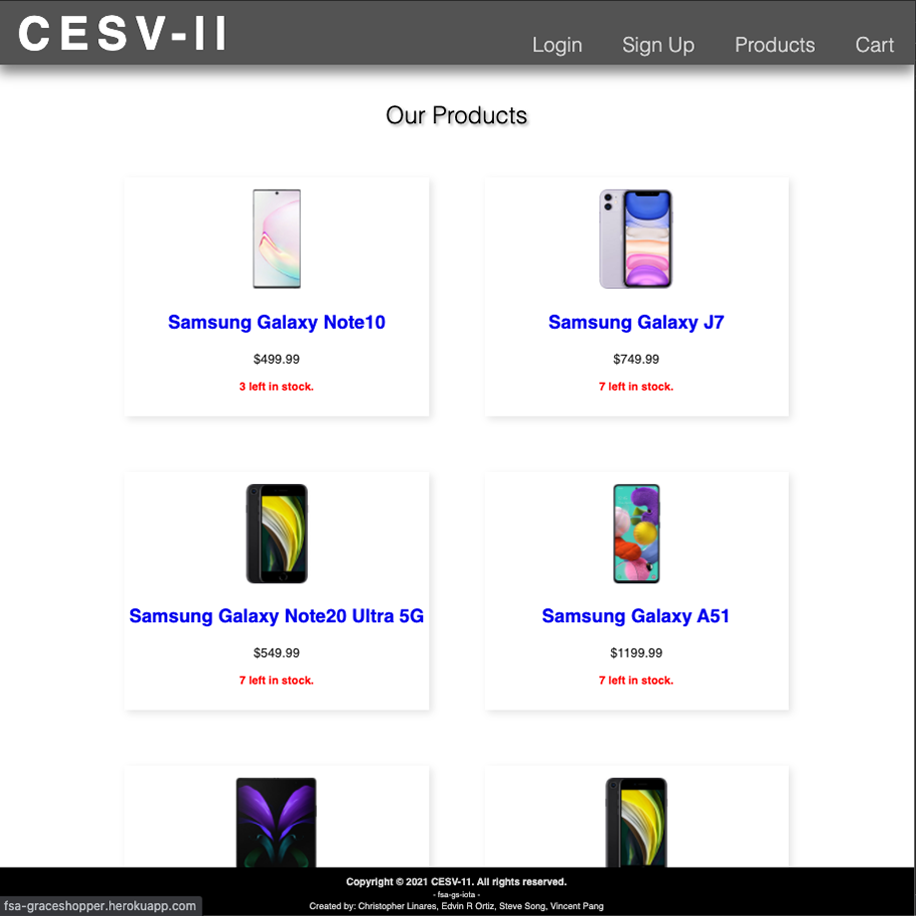 CESV-II
Login Sign Up Products Cart
Our Products
Samsung Galaxy Note10
$499.99
3 left in stock.
Samsung Galaxy J7
$749.99
7 left in stock.
Samsung Galaxy Note20 Ultra 5G
$549.99
7 left in stock.
Samsung Galaxy A51
$1199.99
7 left in stock.
Copyright © 2021 CESV-11. All rights reserved.
- fsa-gs-iota -
Created by: Christopher Linares, Edvin R Ortiz, Steve Song, Vincent Pang
fsa-graceshopper.herokuapp.com